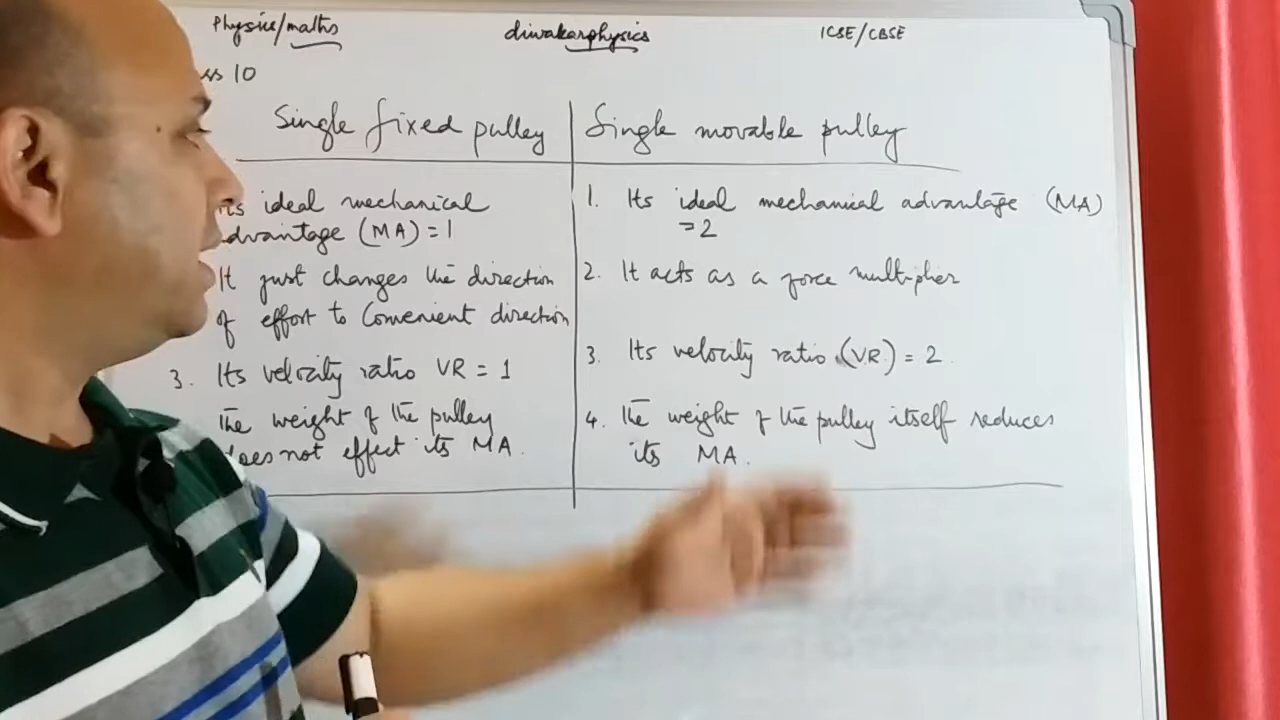 Physics/maths
diwakarphysics
ICSE/CBSE
ss 10
Single fixed pulley
Single movable pulley
Its ideal mechanical
dvantage (MA) = 1
It just changes the direction
of effort to Convenient direction
3. Its velocity ratio VR = 1
The weight of the pulley
oes not effect its MA.
1. Its ideal mechanical advantage (MA)
= 2
2. It acts as a force multiplier
3. Its velocity ratio (VR) = 2
4. The weight of the pulley itself reduces
its MA.